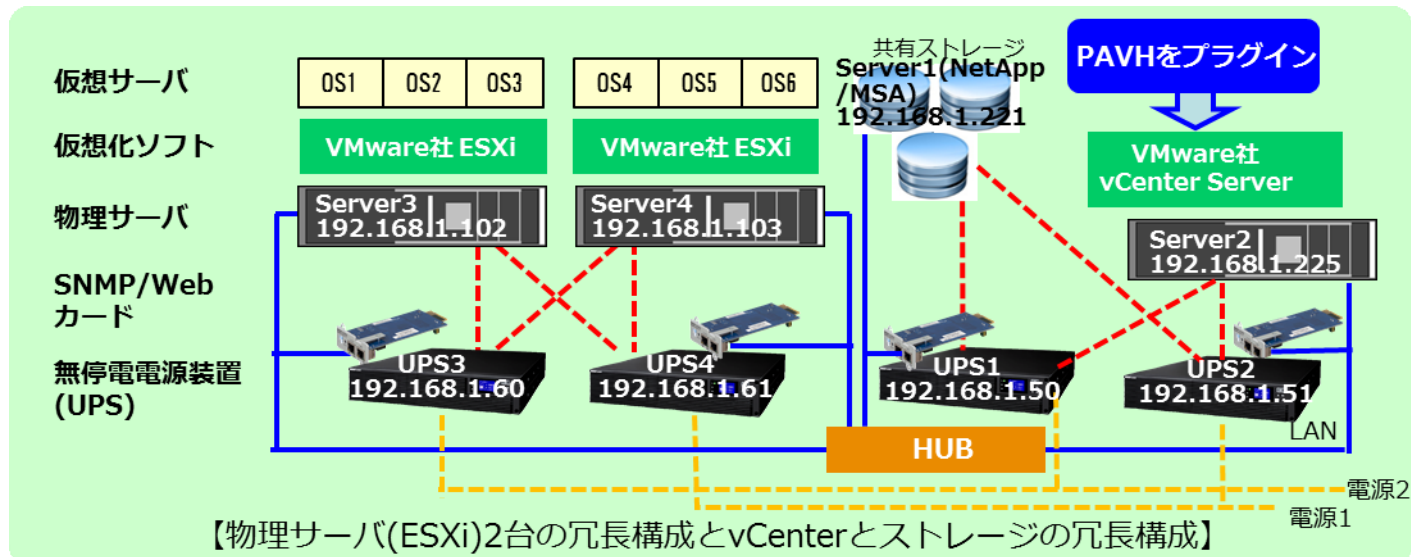 共有ストレージ
PAVHをプラグイン
仮想サーバ
OS1 OS2 OS3
OS4 OS5 OS6
Server1(NetApp
/MSA)
192.168.1.221
仮想化ソフト
VMware社 ESXi
VMware社 ESXi
VMware社
vCenter Server
物理サーバ
Server3
192.168.1.102
Server4
192.168.1.103
Server2
192.168.1.225
SNMP/Web
カード
無停電電源装置
(UPS)
UPS3
192.168.1.60
UPS4
192.168.1.61
UPS1
192.168.1.50
UPS2
192.168.1.51
LAN
HUB
電源2
電源1
【物理サーバ(ESXi)2台の冗長構成とvCenterとストレージの冗長構成】